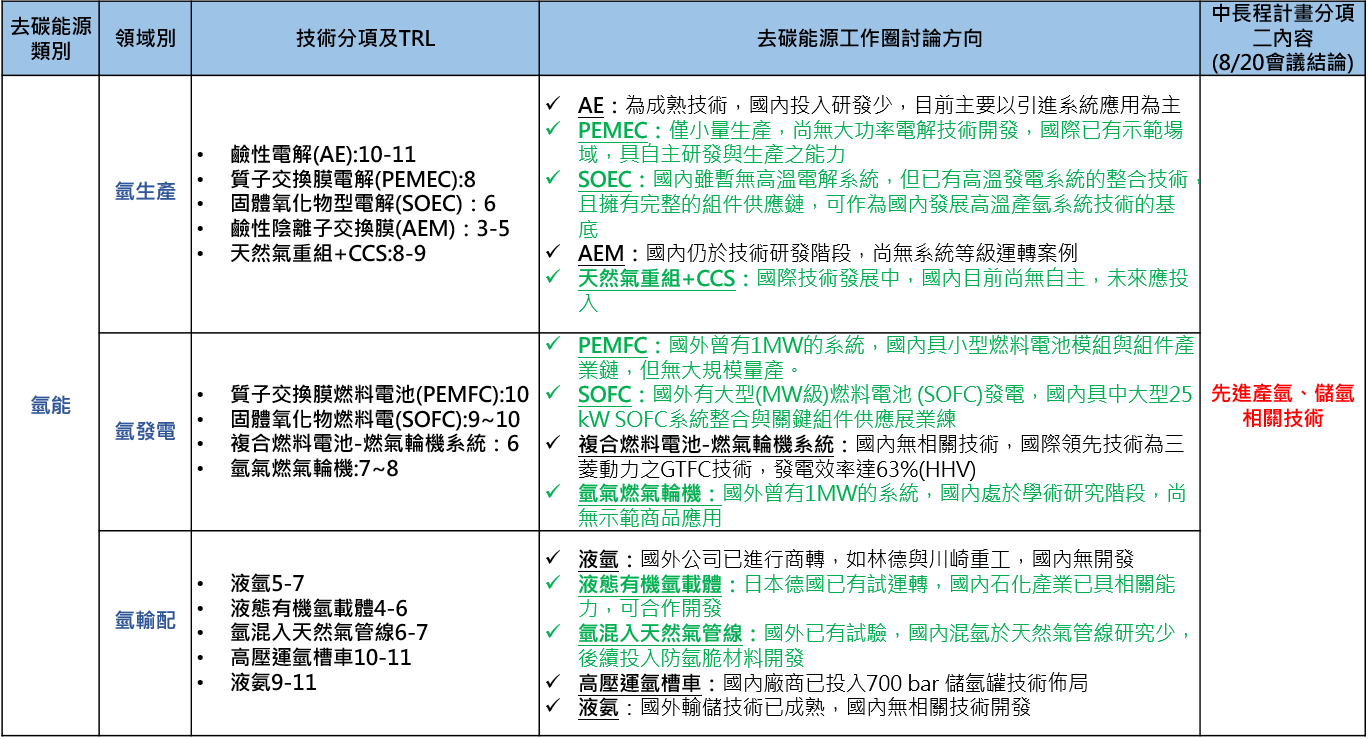 去碳能源
類別
領域別
技術分項及TRL
去碳能源工作圈討論方向
中長程計畫分項
二內容
(8/20會議結論)
氫能
氫生產
• 鹼性電解(AE):10-11
• 質子交換膜電解(PEMEC):8
• 固體氧化物型電解(SOEC):6
• 鹼性陰離子交換膜(AEM):3-5
• 天然氣重組+CCS:8-9
✓ AE:為成熟技術,國內投入研發少,目前主要以引進系統應用為主
✓ PEMEC:僅小量生產,尚無大功率電解技術開發,國際已有示範場
域,具自主研發與生產之能力
✓ SOEC:國內雖暫無高溫電解系統,但已有高溫發電系統的整合技術,
且擁有完整的組件供應鏈,可作為國內發展高溫產氫系統技術的基
底
✓ AEM:國內仍於技術研發階段,尚無系統等級運轉案例
✓ 天然氣重組+CCS:國際技術發展中,國內目前尚無自主,未來應投
入
氫發電
• 質子交換膜燃料電池(PEMFC):10
• 固體氧化物燃料電(SOFC):9~10
• 複合燃料電池-燃氣輪機系統:6
• 氫氣燃氣輪機:7~8
✓ PEMFC:國外曾有1MW的系統,國內具小型燃料電池模組與組件產
業鏈,但無大規模量產。
✓ SOFC:國外有大型(MW級)燃料電池 (SOFC)發電,國內具中大型25
kW SOFC系統整合與關鍵組件供應展業練
✓ 複合燃料電池-燃氣輪機系統:國內無相關技術,國際領先技術為三
菱動力之GTFC技術,發電效率達63%(HHV)
✓ 氫氣燃氣輪機:國外曾有1MW的系統,國內處於學術研究階段,尚
無示範商品應用
先進產氫、儲氫
相關技術
氫輸配
• 液氫5-7
• 液態有機氫載體4-6
• 氫混入天然氣管線6-7
• 高壓運氫槽車10-11
• 液氨9-11
✓ 液氫:國外公司已進行商轉,如林德與川崎重工,國內無開發
✓ 液態有機氫載體:日本德國已有試運轉,國內石化產業已具相關能
力,可合作開發
✓ 氫混入天然氣管線:國外已有試驗,國內混氫於天然氣管線研究少,
後續投入防氫脆材料開發
✓ 高壓運氫槽車:國內廠商已投入700 bar 儲氫罐技術佈局
✓ 液氨:國外輸儲技術已成熟,國內無相關技術開發